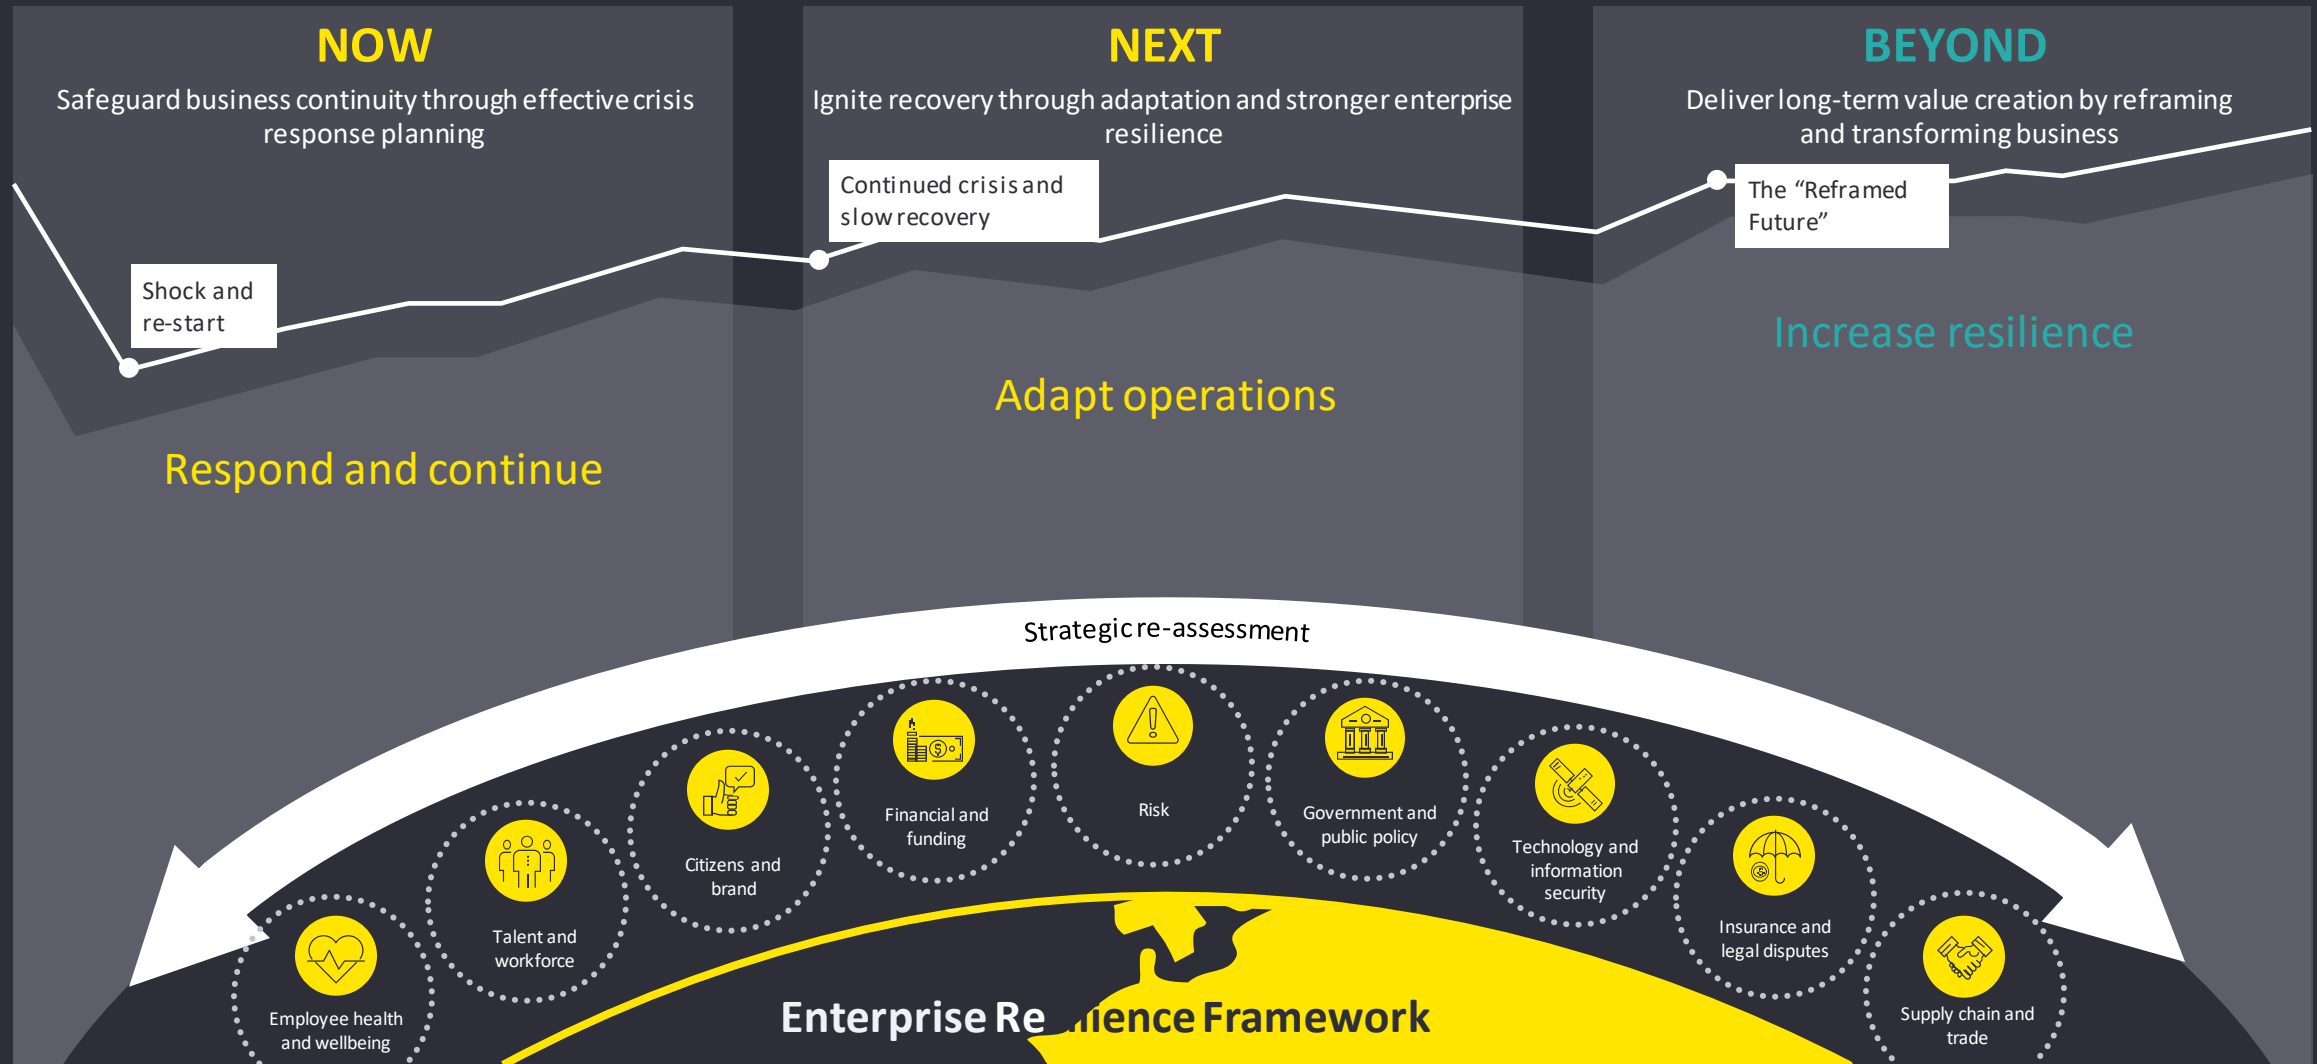 NOW
Safeguard business continuity through effective crisis
response planning
NEXT
Ignite recovery through adaptation and stronger enterprise
resilience
BEYOND
Deliver long-term value creation by reframing
and transforming business
Shock and
re-start
Continued crisis and
slow recovery
The “Reframed
Future”
Respond and continue
Adapt operations
Increase resilience
Strategic re-assessment
Employee health
and wellbeing
Talent and
workforce
Citizens and
brand
Financial and
funding
Risk
Government and
public policy
Technology and
information
security
Insurance and
legal disputes
Supply chain and
trade
Enterprise Resilience Framework